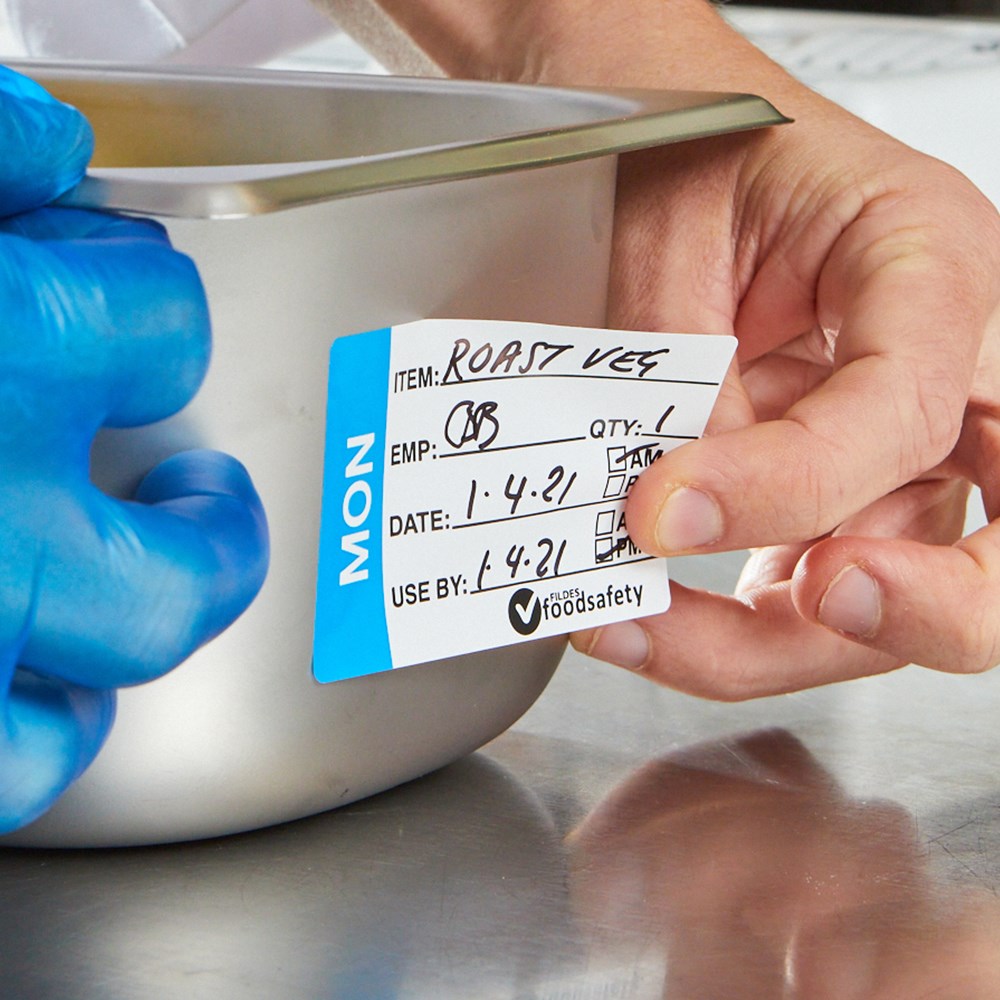 MON
ITEM: ROAST VEG
EMP: QTY: 1
AM
DATE: 1.4.21
USE BY: 1.4.21 PM
FILDES
foodsafety